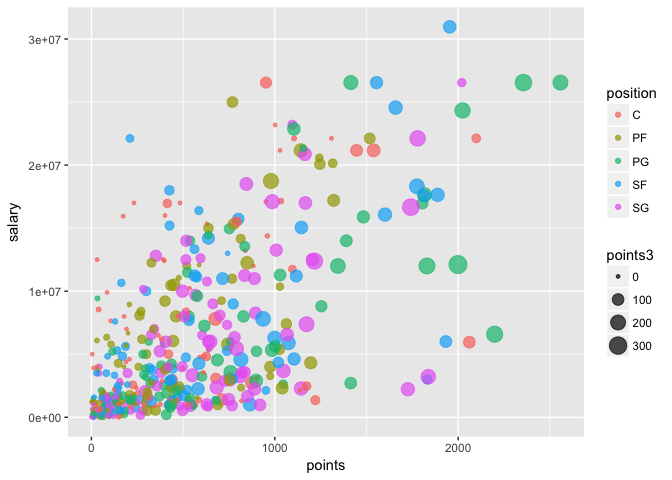 3e+07
2e+07
1e+07
0e+00
salary
0
1000
2000
points
position
C
PF
PG
SF
SG
points3
0
100
200
300